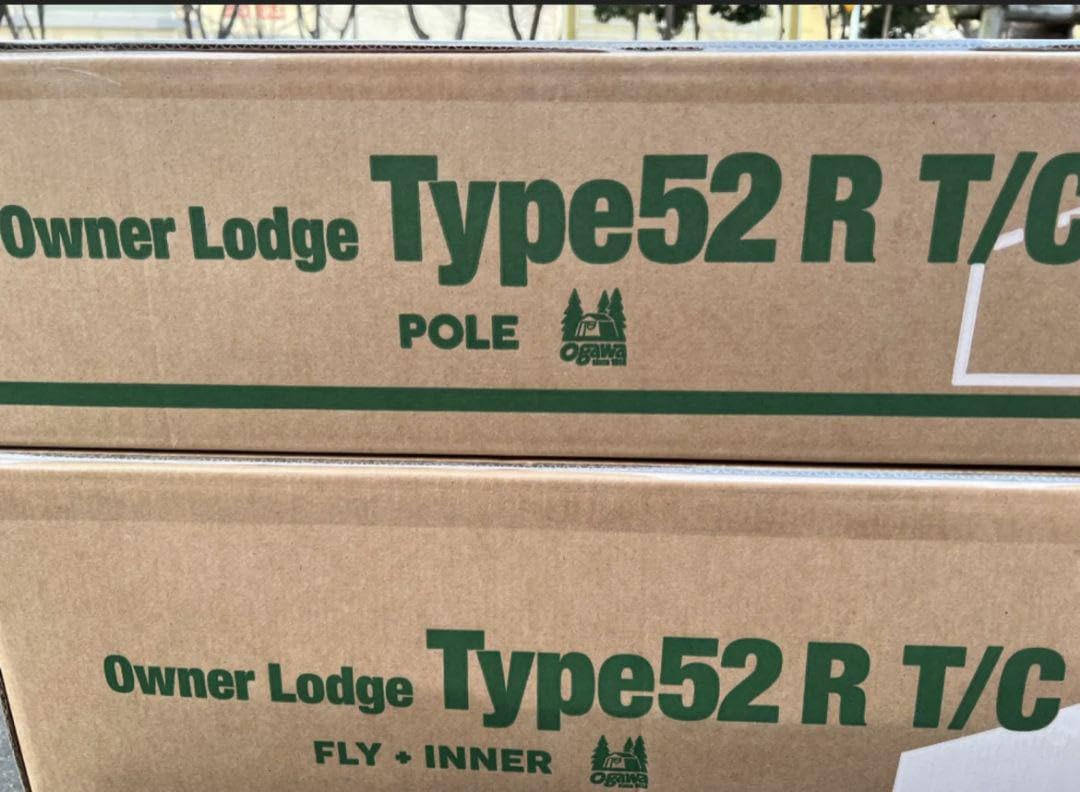 Owner Lodge Type52 R T/C
POLE
Ogawa
Owner Lodge Type52 R T/C
FLY + INNER
Ogawa